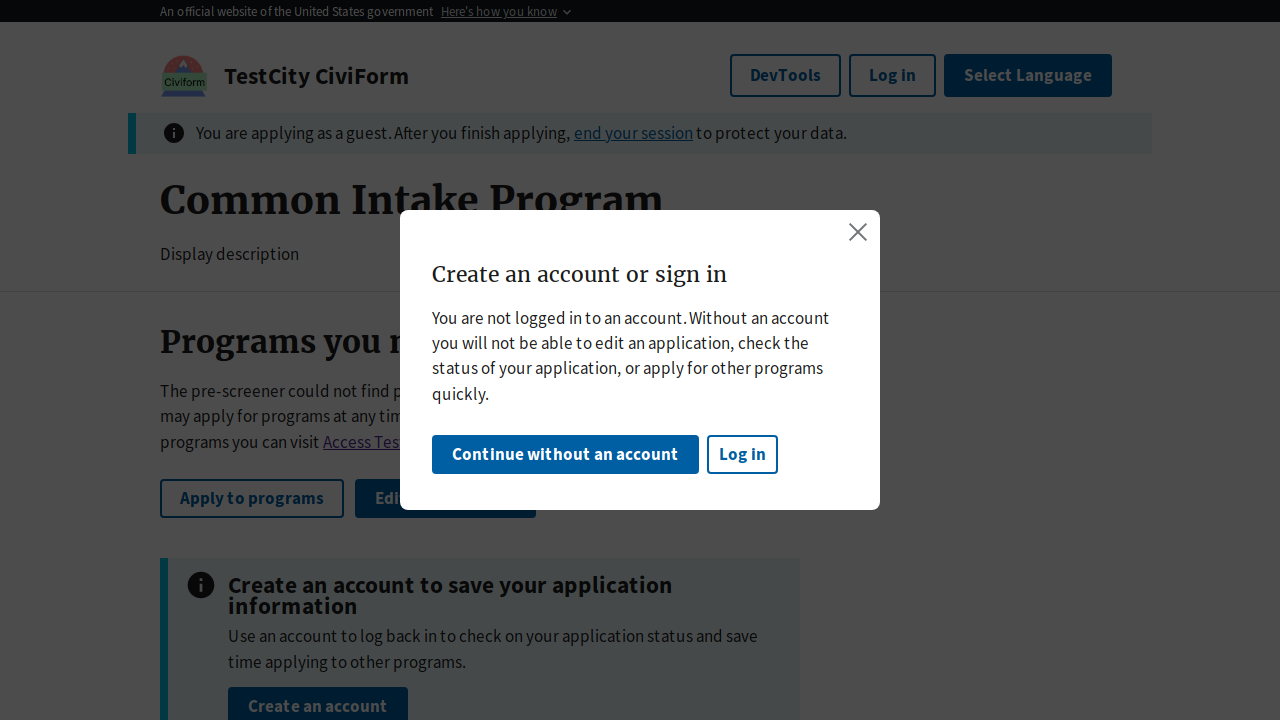 An official website of the United States government Here's how you know
Civiform
TestCity CiviForm
DevTools
Log in
Select Language
You are applying as a guest. After you finish applying, end your session to protect your data.
Common Intake Program
Display description
Create an account or sign in
You are not logged in to an account. Without an account
you will not be able to edit an application, check the
status of your application, or apply for other programs
quickly.
Continue without an account
Log in
Programs you
The pre-screener could not find
may apply for programs at any
programs you can visit Access
Apply to programs
Create an account to save your application
information
Use an account to log back in to check on your application status and save
time applying to other programs.
Create an account